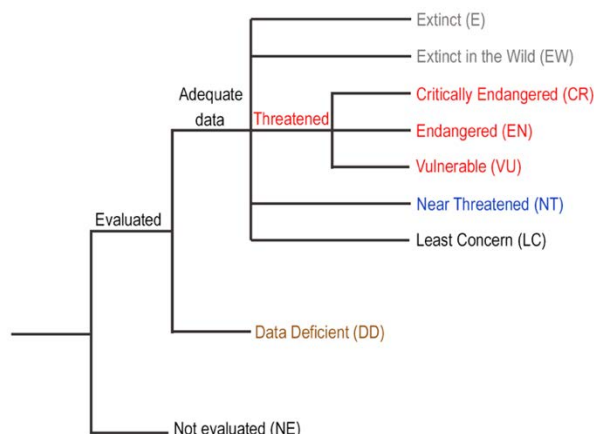 Extinct (E)
Extinct in the Wild (EW)
Adequate
data
Threatened
Critically Endangered (CR)
Endangered (EN)
Vulnerable (VU)
Near Threatened (NT)
Least Concern (LC)
Evaluated
Data Deficient (DD)
Not evaluated (NE)